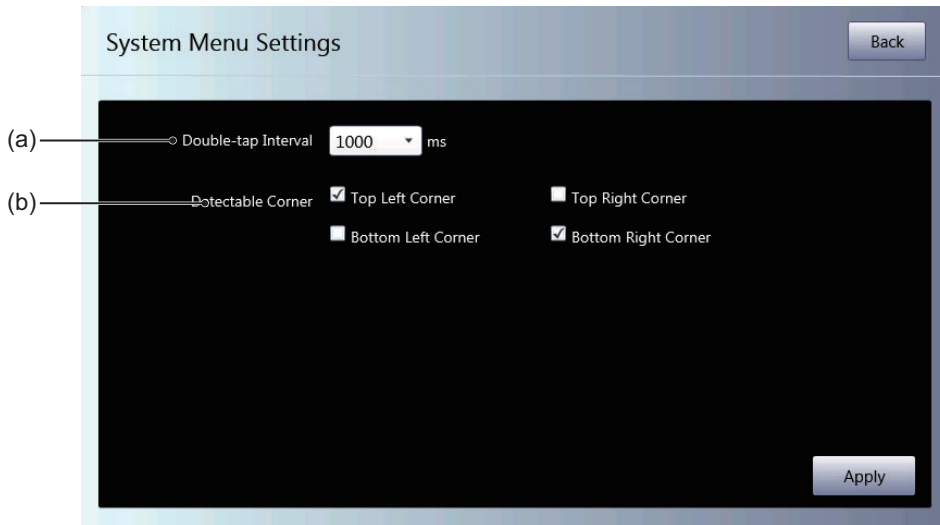 System Menu Settings
Back
(a)
Double-tap Interval 1000 ms
(b)
Detectable Corner Top Left Corner Top Right Corner
Bottom Left Corner Bottom Right Corner
Apply